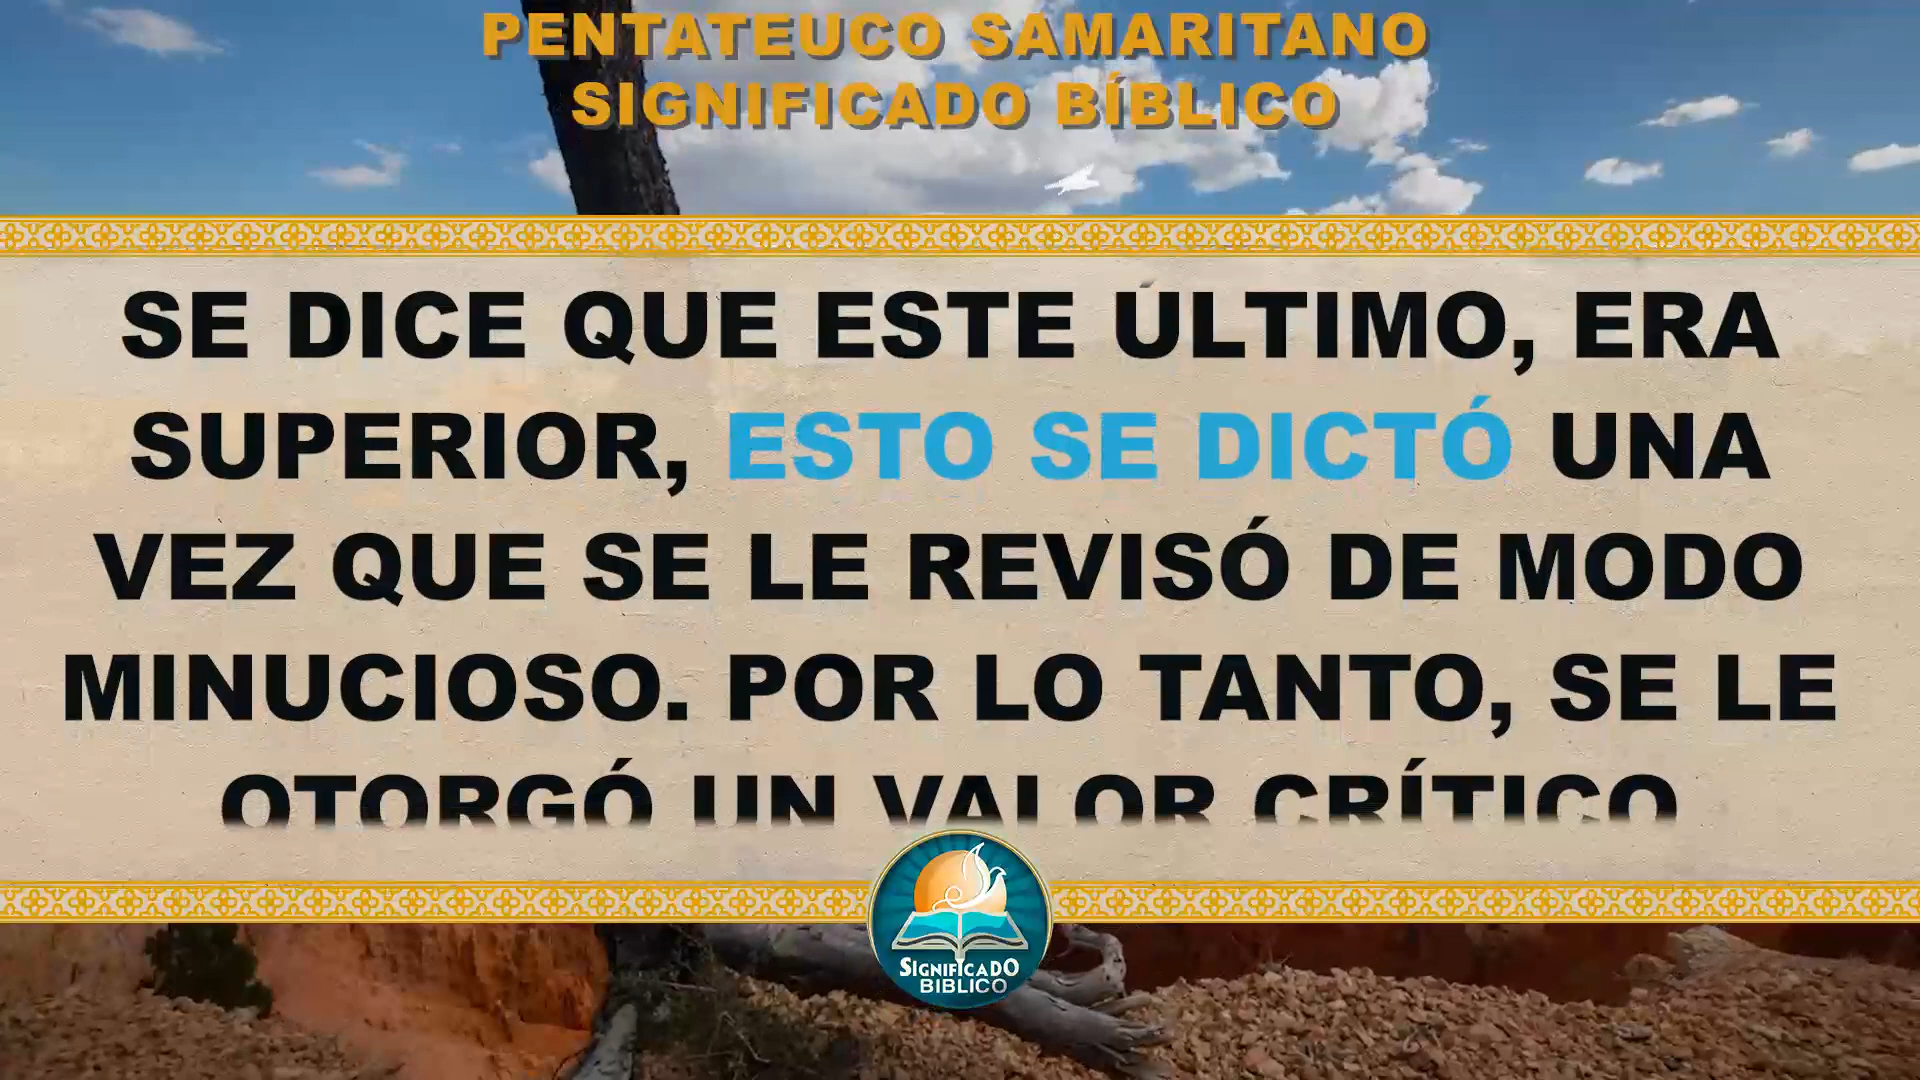 PENTATEUCO SAMARITANO
SIGNIFICADO BÍBLICO
SE DICE QUE ESTE ÚLTIMO, ERA
SUPERIOR, ESTO SE DICTÓ UNA
VEZ QUE SE LE REVISÓ DE MODO
MINUCIOSO. POR LO TANTO, SE LE
OTORGÓ UN VALOR CRÍTICO
SIGNIFICADO
BIBLICO